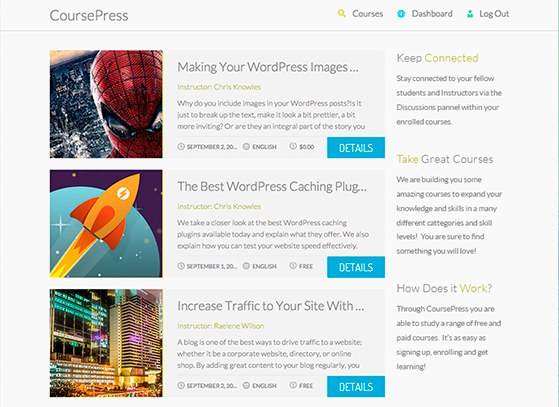 CoursePress
Courses
Dashboard
Log Out
Making Your WordPress Images ...
Instructor: Chris Knowles
Why do you include images in your WordPress posts?Is it
just to break up the text, make it look a bit prettier, a bit
more inviting? Or are they an integral part of the story you
SEPTEMBER 2, 20...
ENGLISH
$0.00
DETAILS
The Best WordPress Caching Plug...
Instructor: Chris Knowles
We take a closer look at the best WordPress caching
plugins available today and explain what they offer. We also
explain how you can test your website speed effectively.
SEPTEMBER 1, 20...
ENGLISH
FREE
DETAILS
Increase Traffic to Your Site With ...
Instructor: Raelene Wilson
A blog is one of the best ways to drive traffic to a website;
whether it be a corporate website, directory, or online
shop. By adding great content to your blog regularly, you
SEPTEMBER 2, 20...
ENGLISH
FREE
DETAILS
Keep Connected
Stay connected to your fellow
students and Instructors via the
Discussions pannel within your
enrolled courses.
Take Great Courses
We are building you some
amazing courses to expand your
knowledge and skills in a many
different cattegories and skill
levels! You are sure to find
something you will love!
How Does it Work?
Through CoursePress you are
able to study a range of free and
paid courses. It's as easy as
signing up, enrolling and get
learning!